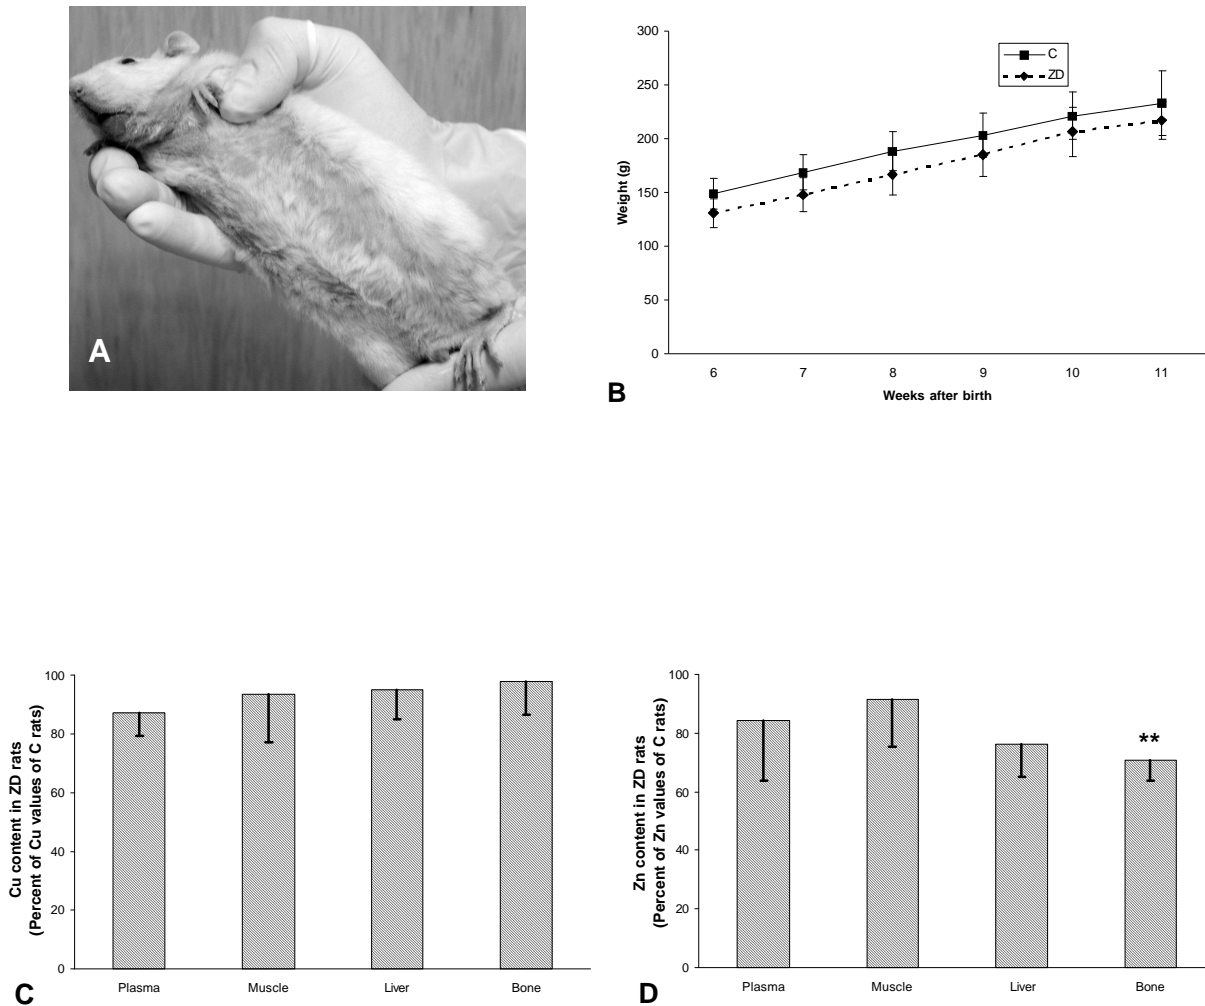 A
300
250
200
150
100
50
0
Weight (g)
C
ZD
6 7 8 9 10 11
Weeks after birth
B
100
80
60
40
20
0
Cu content in ZD rats
(Percent of Cu values of C rats)
Plasma Muscle Liver Bone
C
100
80
60
40
20
0
Zn content in ZD rats
(Percent of Zn values of C rats)
**
Plasma Muscle Liver Bone
D